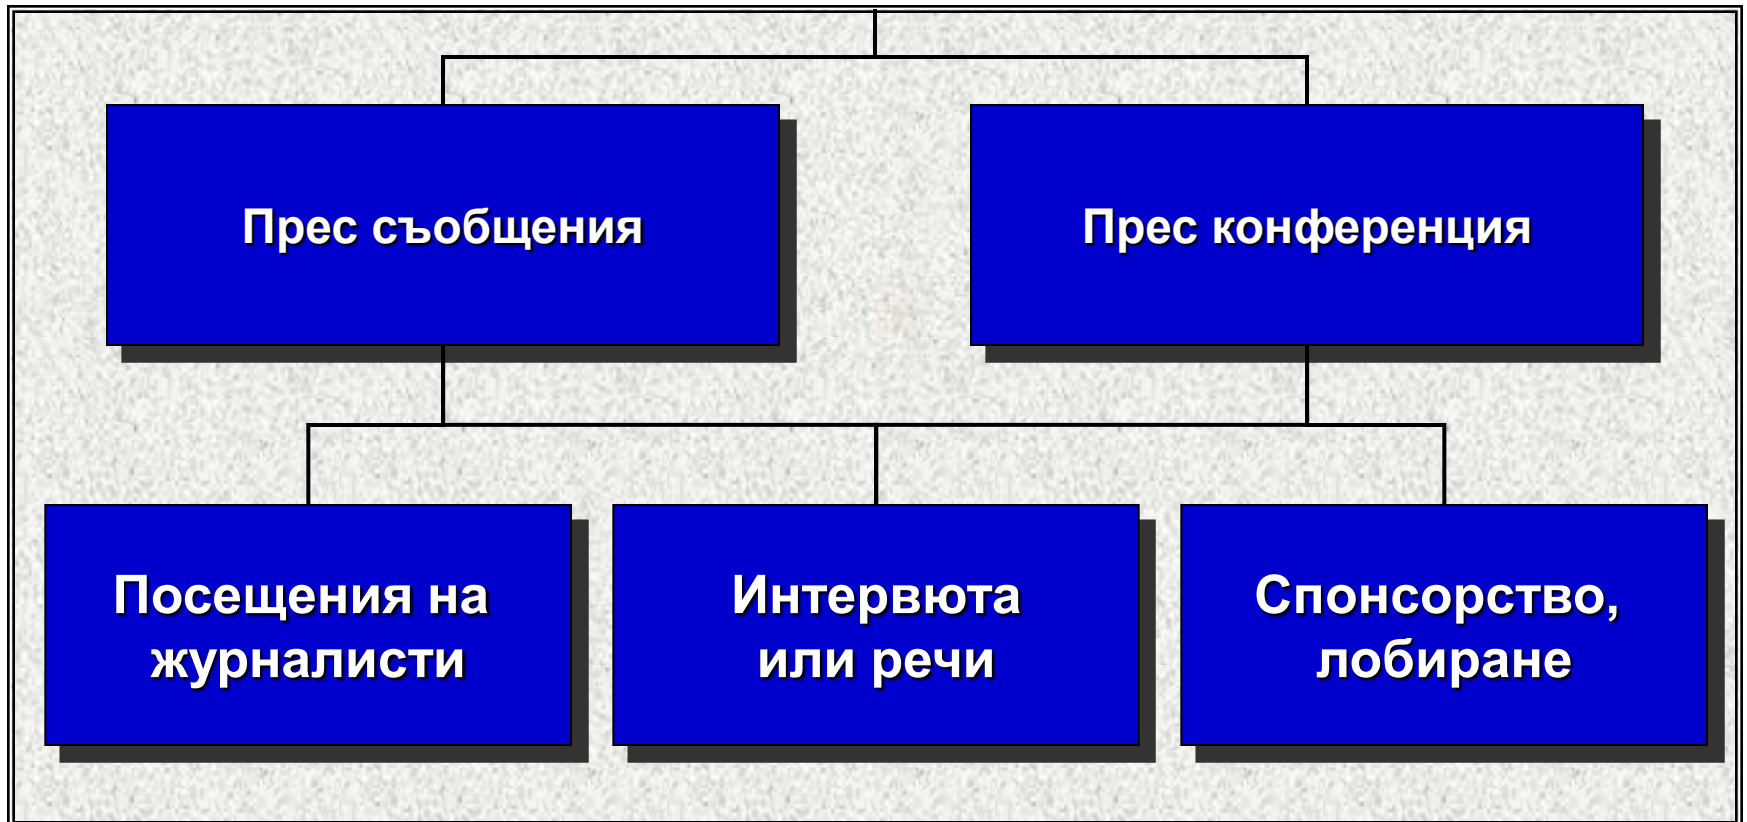 Прес съобщения
Прес конференция
Посещения на
журналисти
Интервюта
или речи
Спонсорство,
лобиране